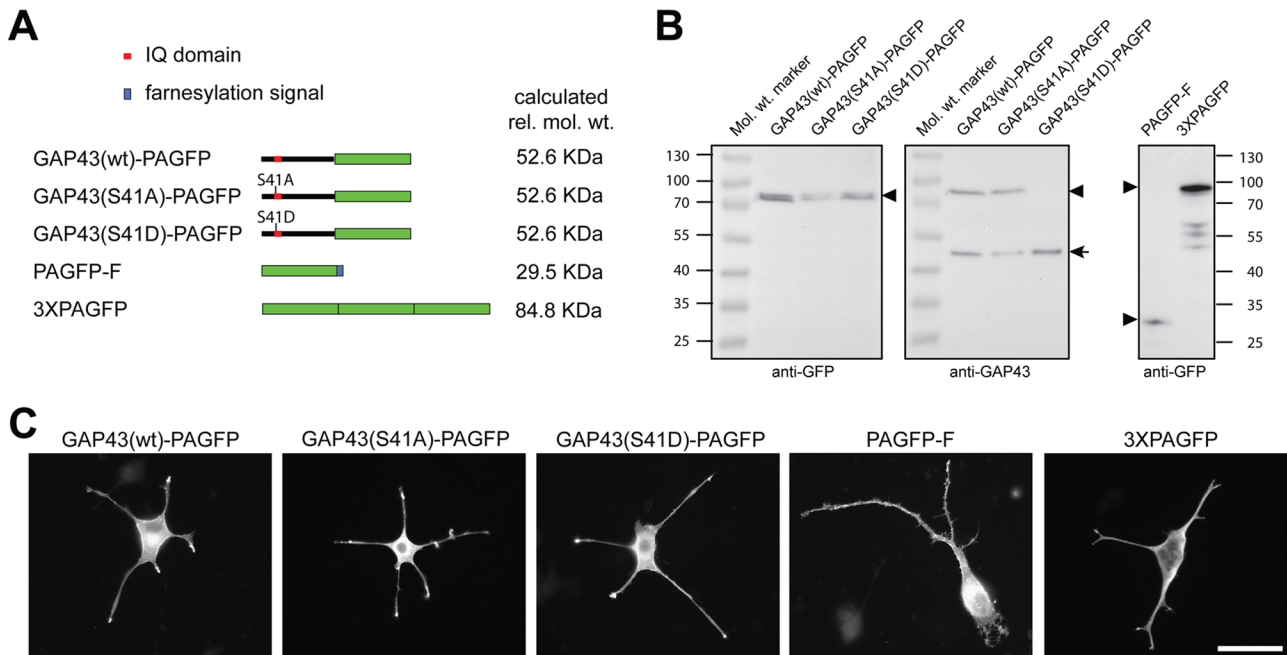 A
IQ domain
farnesylation signal
calculated
rel. mol. wt.
GAP43(wt)-PAGFP
52.6 KDa
S41A
GAP43(S41A)-PAGFP
52.6 KDa
S41D
GAP43(S41D)-PAGFP
52.6 KDa
PAGFP-F
29.5 KDa
3XPAGFP
84.8 KDa
B
Mol. wt. marker
GAP43(wt)-PAGFP
GAP43(S41A)-PAGFP
GAP43(S41D)-PAGFP
130
100
70
55
40
35
25
anti-GFP
Mol. wt. marker
GAP43(wt)-PAGFP
GAP43(S41A)-PAGFP
GAP43(S41D)-PAGFP
anti-GAP43
PAGFP-F
3XPAGFP
130
100
70
55
40
35
25
anti-GFP
C
GAP43(wt)-PAGFP
GAP43(S41A)-PAGFP
GAP43(S41D)-PAGFP
PAGFP-F
3XPAGFP